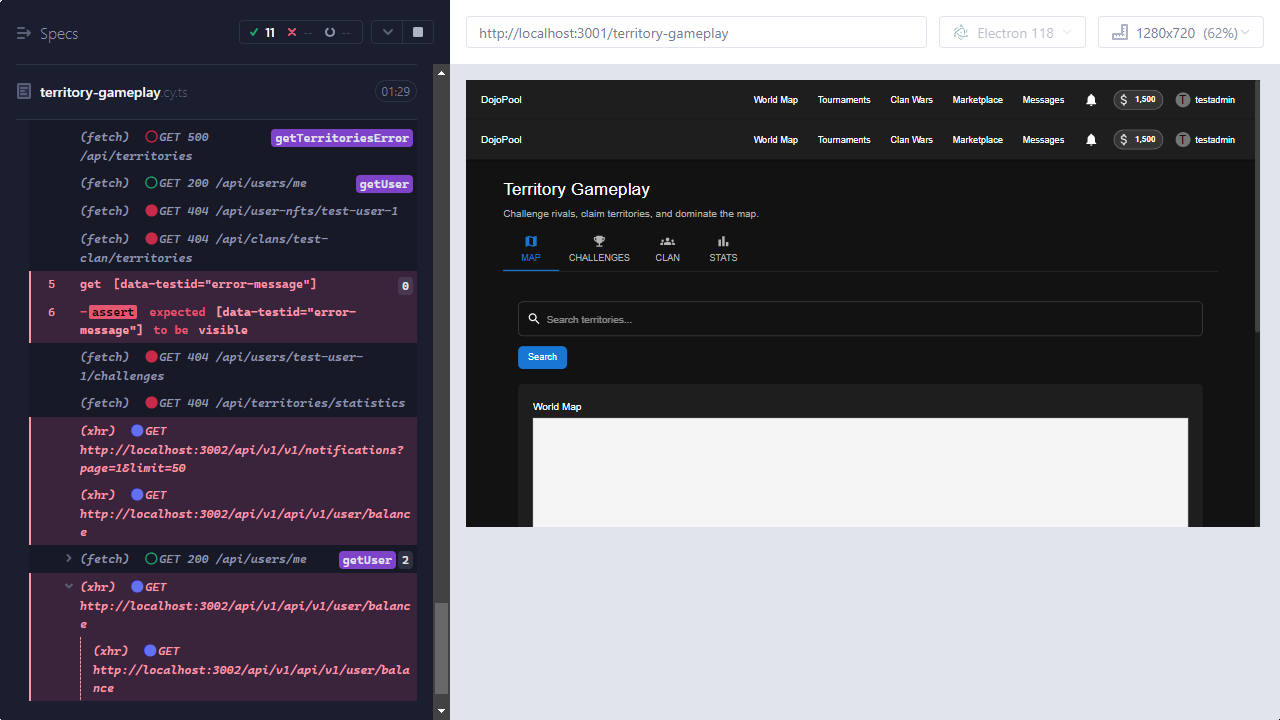 Specs
11
--
--
http://localhost:3001/territory-gameplay
Electron 118
1280x720 (62%)
territory-gameplay.cy.ts
01:29
(fetch) GET 500 /api/territories
getTerritoriesError
(fetch) GET 200 /api/users/me
getUser
(fetch) GET 404 /api/user-nfts/test-user-1
(fetch) GET 404 /api/clans/test-
clan/territories
5 get [data-testid="error-message"] 0
6 -assert expected [data-testid="error-
message"] to be visible
(fetch) GET 404 /api/users/test-user-
1/challenges
(fetch) GET 404 /api/territories/statistics
(xhr) GET
http://localhost:3002/api/v1/v1/notifications?
page=1&limit=50
(xhr) GET
http://localhost:3002/api/v1/api/v1/user/balanc
e
(fetch) GET 200 /api/users/me getUser 2
(xhr) GET
http://localhost:3002/api/v1/api/v1/user/balanc
e
(xhr) GET
http://localhost:3002/api/v1/api/v1/user/bala
nce
DojoPool World Map Tournaments Clan Wars Marketplace Messages $ 1,500 T testadmin
DojoPool World Map Tournaments Clan Wars Marketplace Messages $ 1,500 T testadmin
Territory Gameplay
Challenge rivals, claim territories, and dominate the map.
MAP CHALLENGES CLAN STATS
Search territories...
Search
World Map